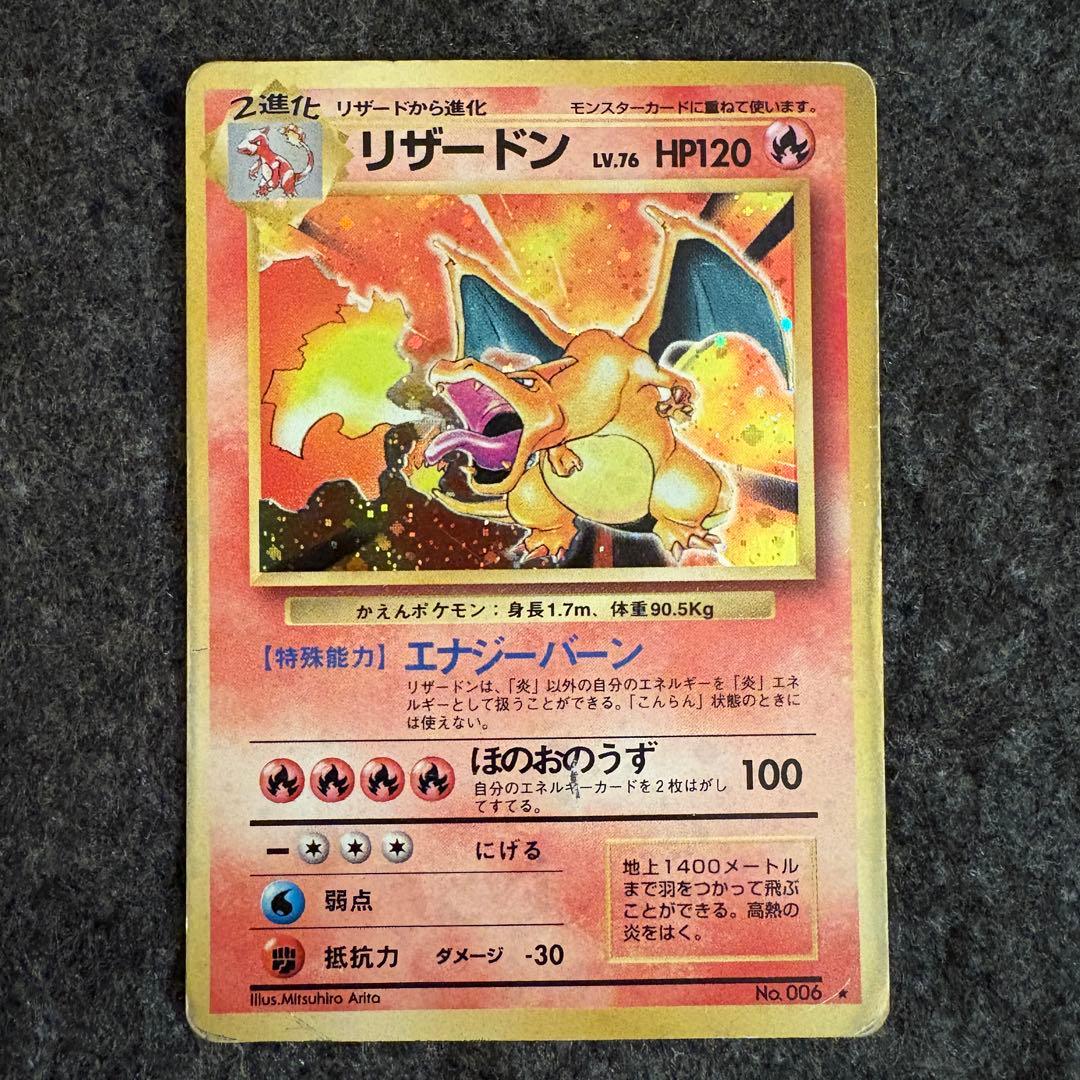 2進化 リザードから進化 モンスターカードに重ねて使います。
リザードン LV.76 HP120
かえんポケモン：身長1.7m、体重90.5Kg
【特殊能力】エナジーバーン
リザードンは、「炎」以外の自分のエネルギーを「炎」エネ
ルギーとして扱うことができる。「こんらん」状態のときに
は使えない。
ほのおのうず 100
自分のエネルギーカードを2枚はがし
てすてる。
にげる
弱点
抵抗力 ダメージ -30
地上1400メートル
まで羽をつかって飛ぶ
ことができる。高熱の
炎をはく。
Illus.Mitsuhiro Arita No.006 ★